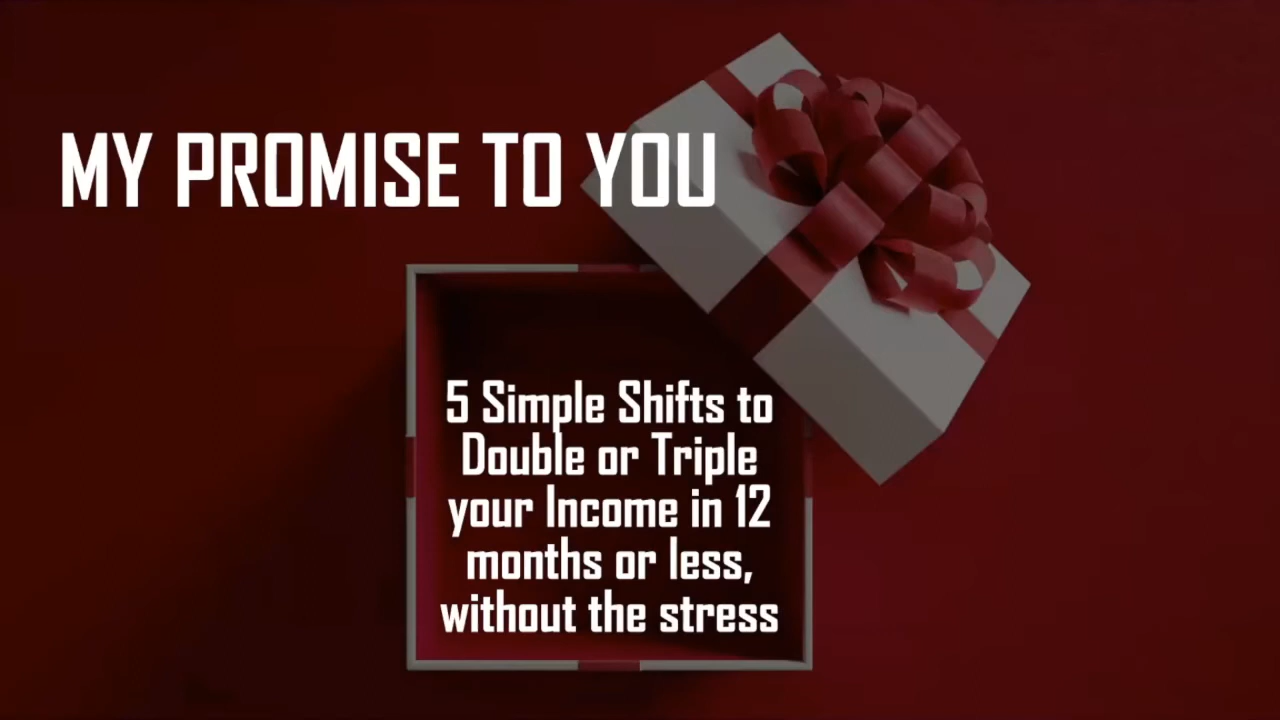 MY PROMISE TO YOU
5 Simple Shifts to
Double or Triple
your Income in 12
months or less,
without the stress